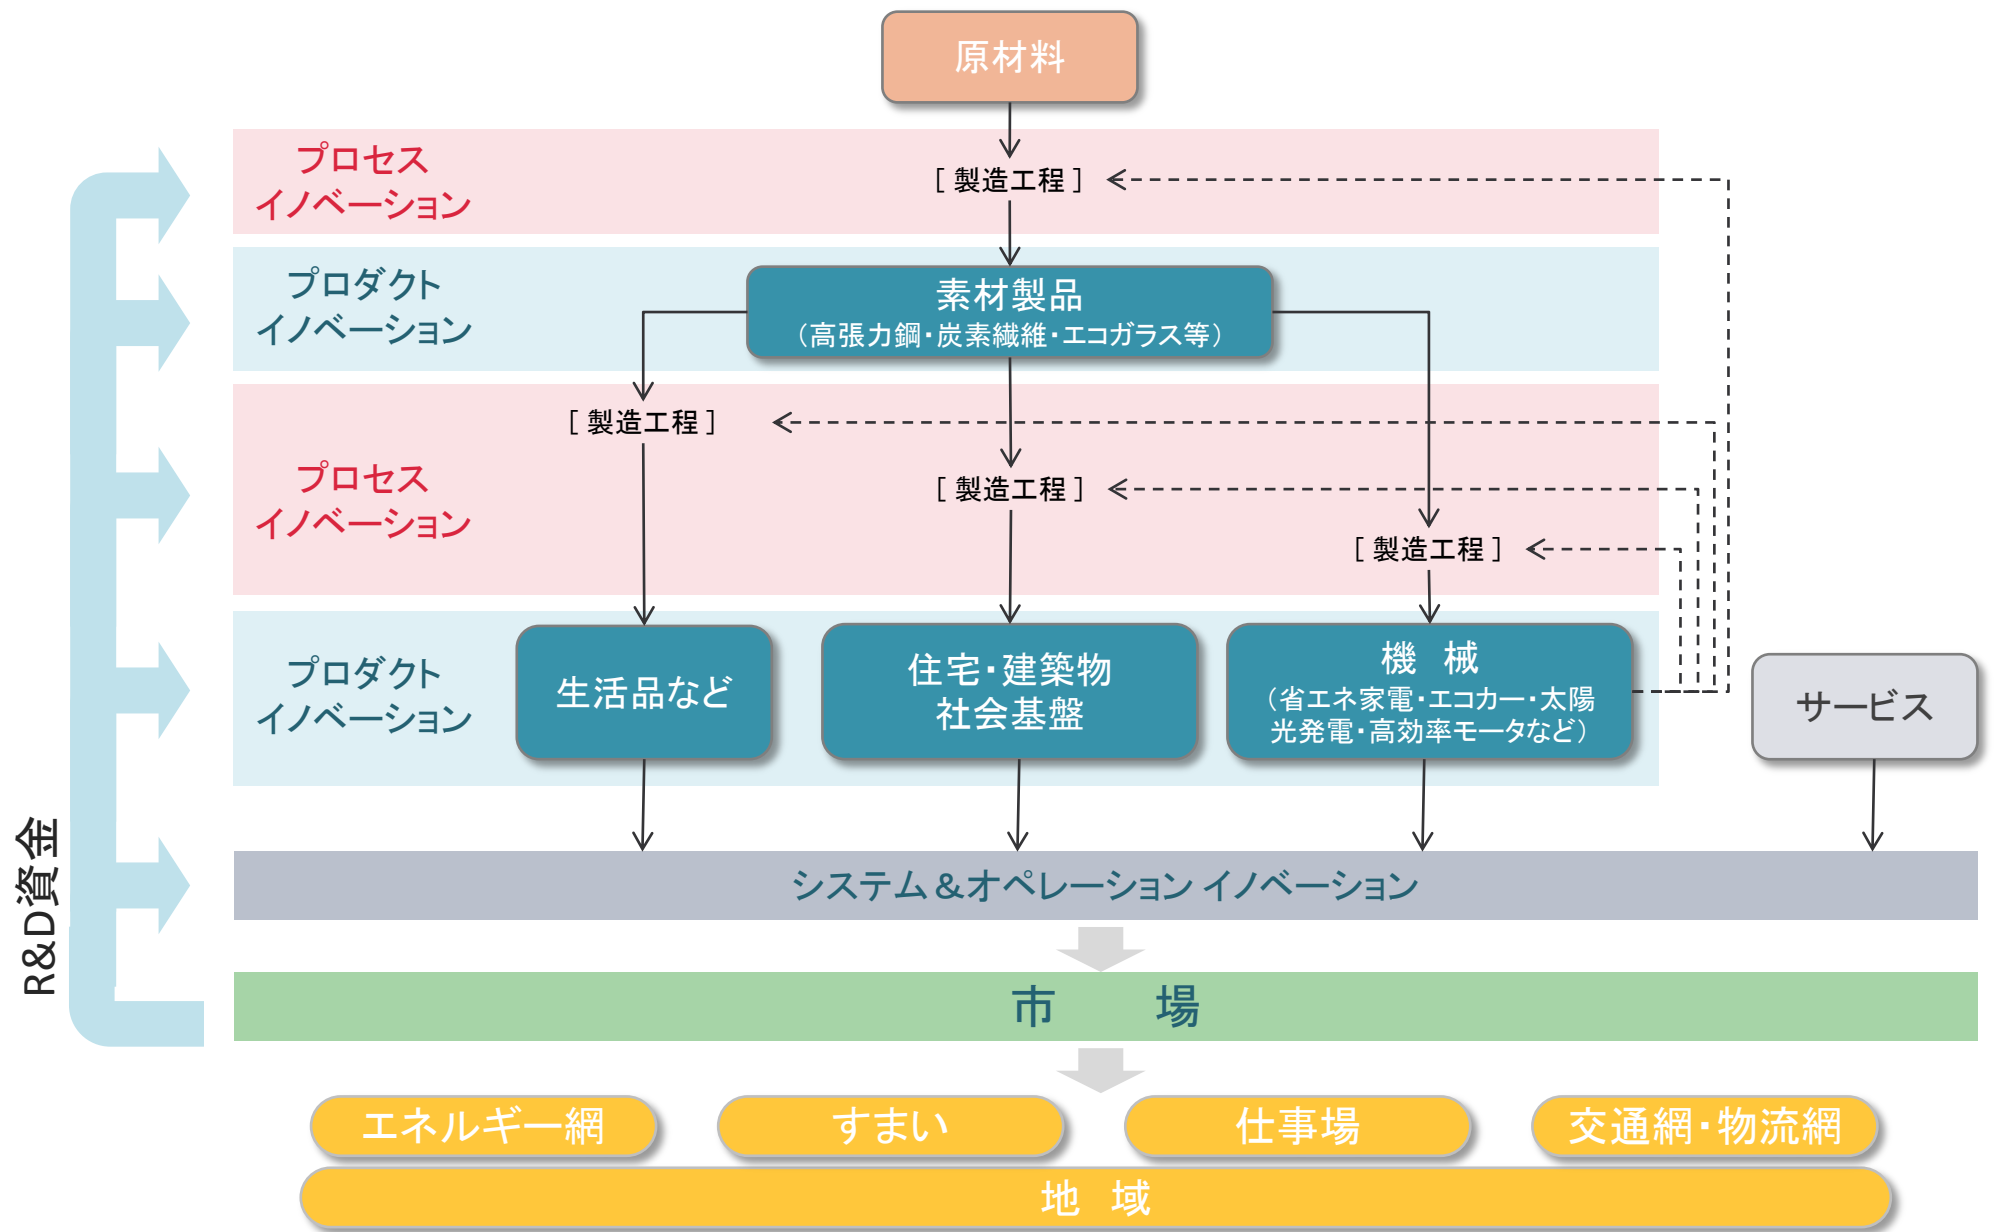 原材料
プロセス
イノベーション
[ 製造工程 ]
プロダクト
イノベーション
素材製品
（高張力鋼・炭素繊維・エコガラス等）
プロセス
イノベーション
[ 製造工程 ]
[ 製造工程 ]
[ 製造工程 ]
プロダクト
イノベーション
生活品など
住宅・建築物
社会基盤
機　械
（省エネ家電・エコカー・太陽
光発電・高効率モータなど）
サービス
R&D資金
システム＆オペレーション イノベーション
市　　場
エネルギー網
すまい
仕事場
交通網・物流網
地　域